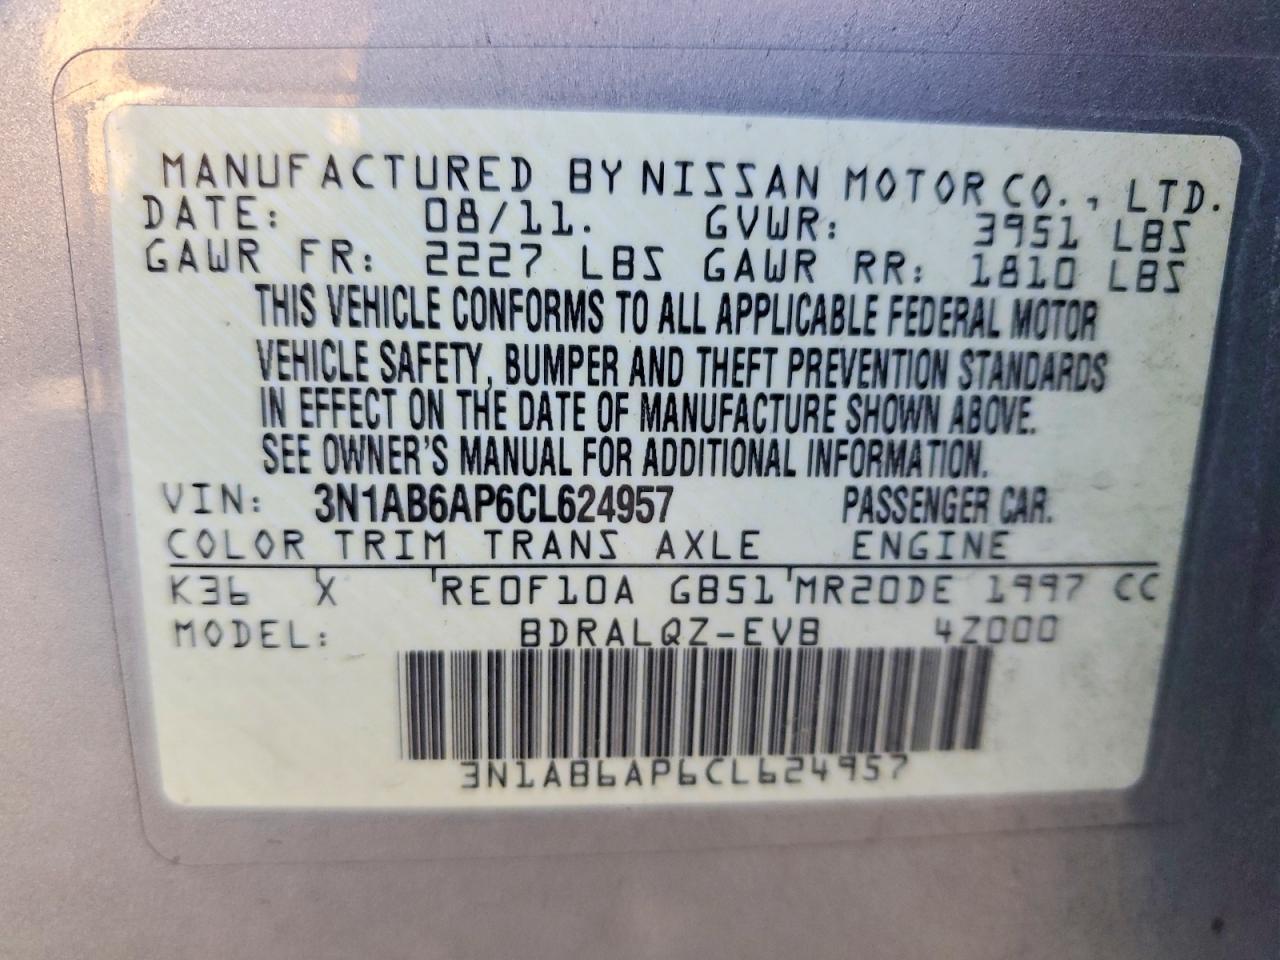 MANUFACTURED BY NISSAN MOTOR CO., LTD.
DATE: 08/11. GVWR: 3951 LBS
GAWR FR: 2227 LBS GAWR RR: 1810 LBS
THIS VEHICLE CONFORMS TO ALL APPLICABLE FEDERAL MOTOR
VEHICLE SAFETY, BUMPER AND THEFT PREVENTION STANDARDS
IN EFFECT ON THE DATE OF MANUFACTURE SHOWN ABOVE.
SEE OWNER'S MANUAL FOR ADDITIONAL INFORMATION.
VIN: 3N1AB6AP6CL624957 PASSENGER CAR.
COLOR TRIM TRANS AXLE ENGINE
K36 X RE0F10A GB51 MR20DE 1997 CC
MODEL: BDRALQZ-EVB 4Z000
3N1AB6AP6CL624957